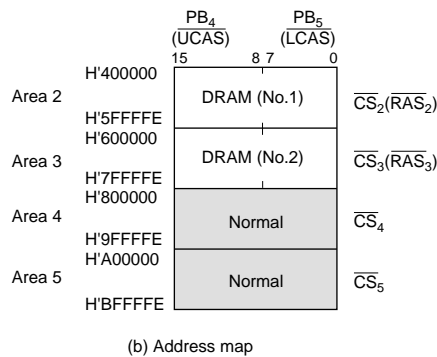 PB4 PB5
(UCAS) (LCAS)
15 8 7 0
H'400000
Area 2 DRAM (No.1) CS2(RAS2)
H'5FFFFE
H'600000
Area 3 DRAM (No.2) CS3(RAS3)
H'7FFFFE
H'800000
Area 4 Normal CS4
H'9FFFFE
H'A00000
Area 5 Normal CS5
H'BFFFFE
(b) Address map